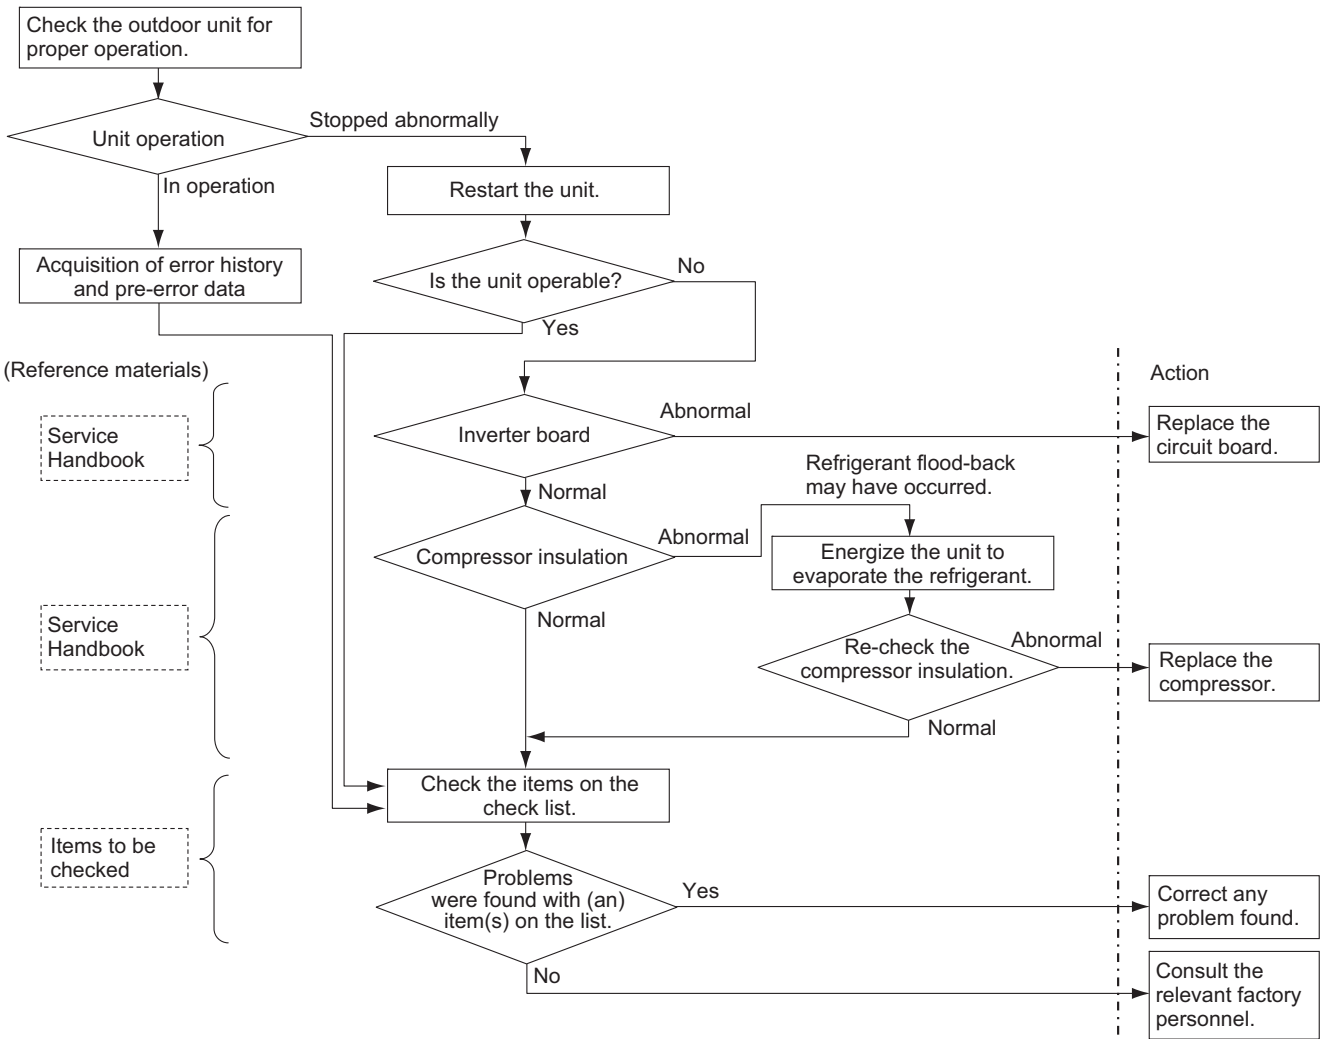 Check the outdoor unit for
proper operation.
Unit operation
Stopped abnormally
In operation
Restart the unit.
Acquisition of error history
and pre-error data
Is the unit operable?
No
Yes
(Reference materials)
Action
Service
Handbook
Inverter board
Abnormal
Replace the
circuit board.
Normal
Refrigerant flood-back
may have occurred.
Compressor insulation
Abnormal
Energize the unit to
evaporate the refrigerant.
Normal
Service
Handbook
Re-check the
compressor insulation.
Abnormal
Replace the
compressor.
Normal
Check the items on the
check list.
Items to be
checked
Problems
were found with (an)
item(s) on the list.
Yes
Correct any
problem found.
No
Consult the
relevant factory
personnel.